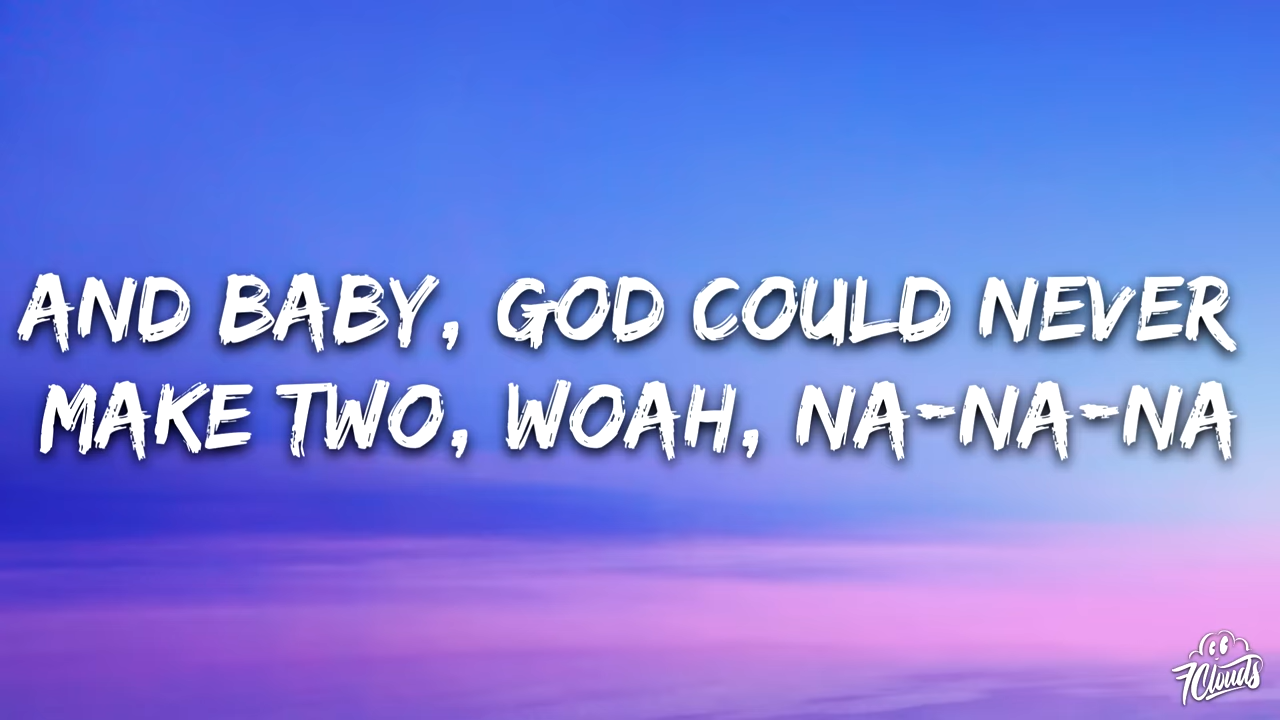 AND BABY, GOD COULD NEVER
MAKE TWO, WOAH, NA-NA-NA
7Clouds